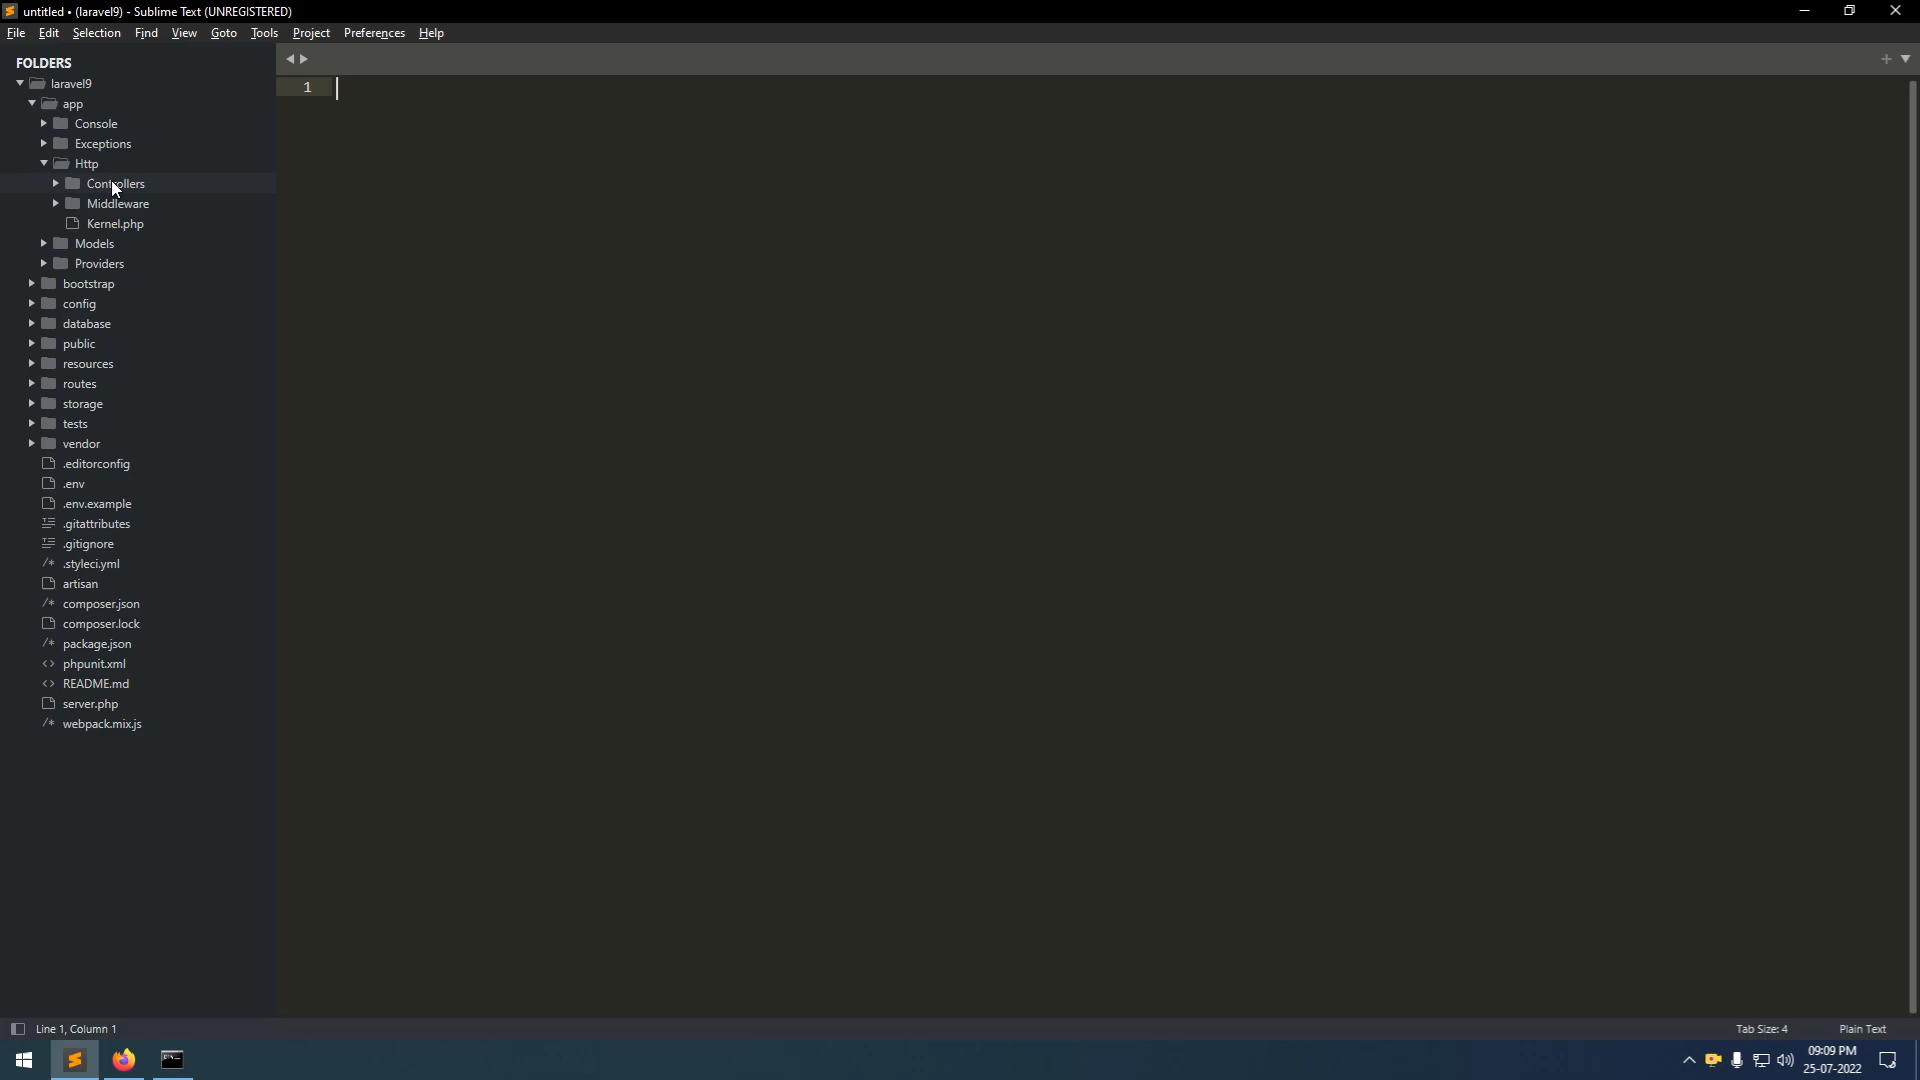 untitled • (laravel9) - Sublime Text (UNREGISTERED)
File Edit Selection Find View Goto Tools Project Preferences Help
FOLDERS
laravel9
app
Console
Exceptions
Http
Controllers
Middleware
Kernel.php
Models
Providers
bootstrap
config
database
public
resources
routes
storage
tests
vendor
.editorconfig
.env
.env.example
.gitattributes
.gitignore
/* .styleci.yml
artisan
/* composer.json
composer.lock
/* package.json
<> phpunit.xml
<> README.md
server.php
/* webpack.mix.js
1
Line 1, Column 1
Tab Size: 4
Plain Text
09:09 PM
25-07-2022